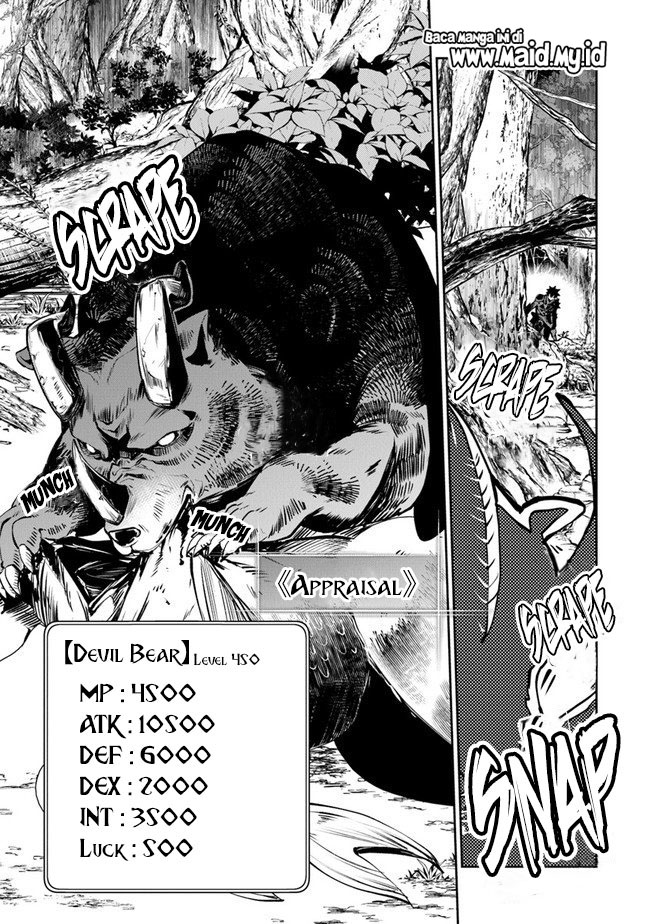 Baca manga ini di
www.Maid.my.id
SCRAPE
SCRAPE
MUNCH
MUNCH
《Appraisal》
SCRAPE
SNAP
【Devil Bear】 Level 450
MP : 4500
ATK : 10500
DEF : 6000
DEX : 2000
INT : 3500
Luck : 500